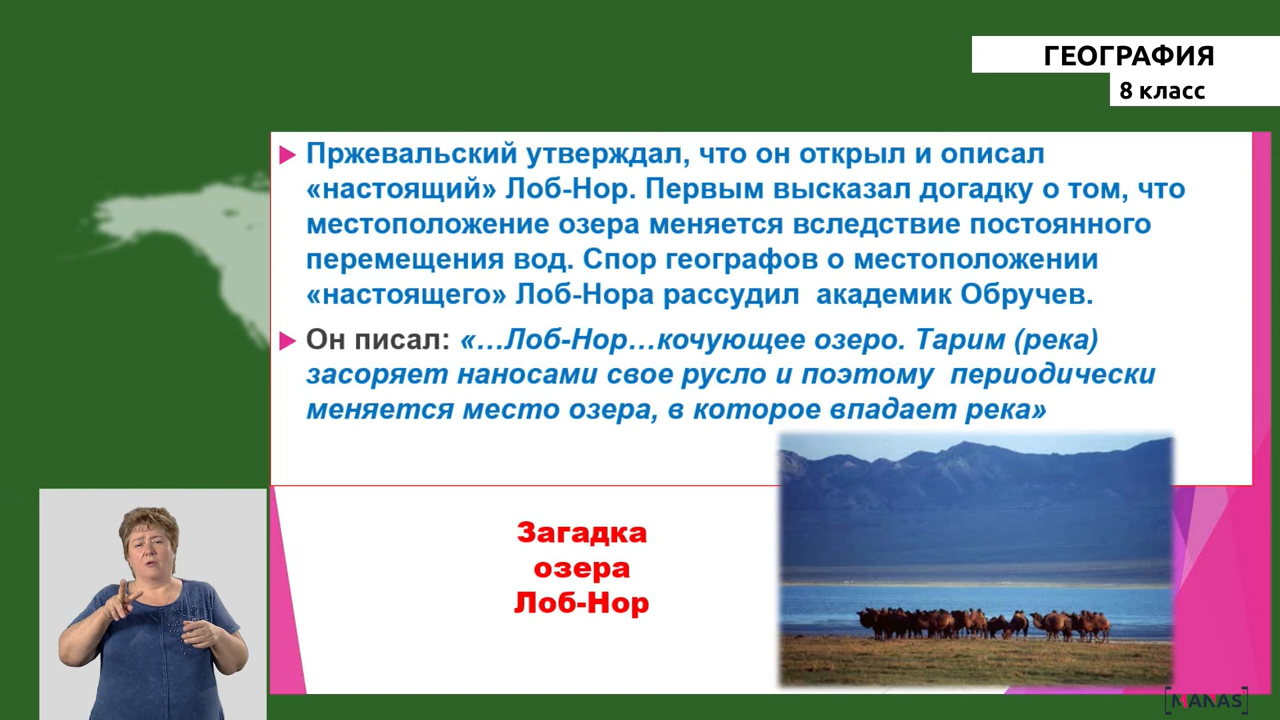 ГЕОГРАФИЯ
8 класс
Пржевальский утверждал, что он открыл и описал
«настоящий» Лоб-Нор. Первым высказал догадку о том, что
местоположение озера меняется вследствие постоянного
перемещения вод. Спор географов о местоположении
«настоящего» Лоб-Нора рассудил  академик Обручев.
Он писал: «…Лоб-Нор…кочующее озеро. Тарим (река)
засоряет наносами свое русло и поэтому  периодически
меняется место озера, в которое впадает река»
Загадка
озера
Лоб-Нор
[MANAS]